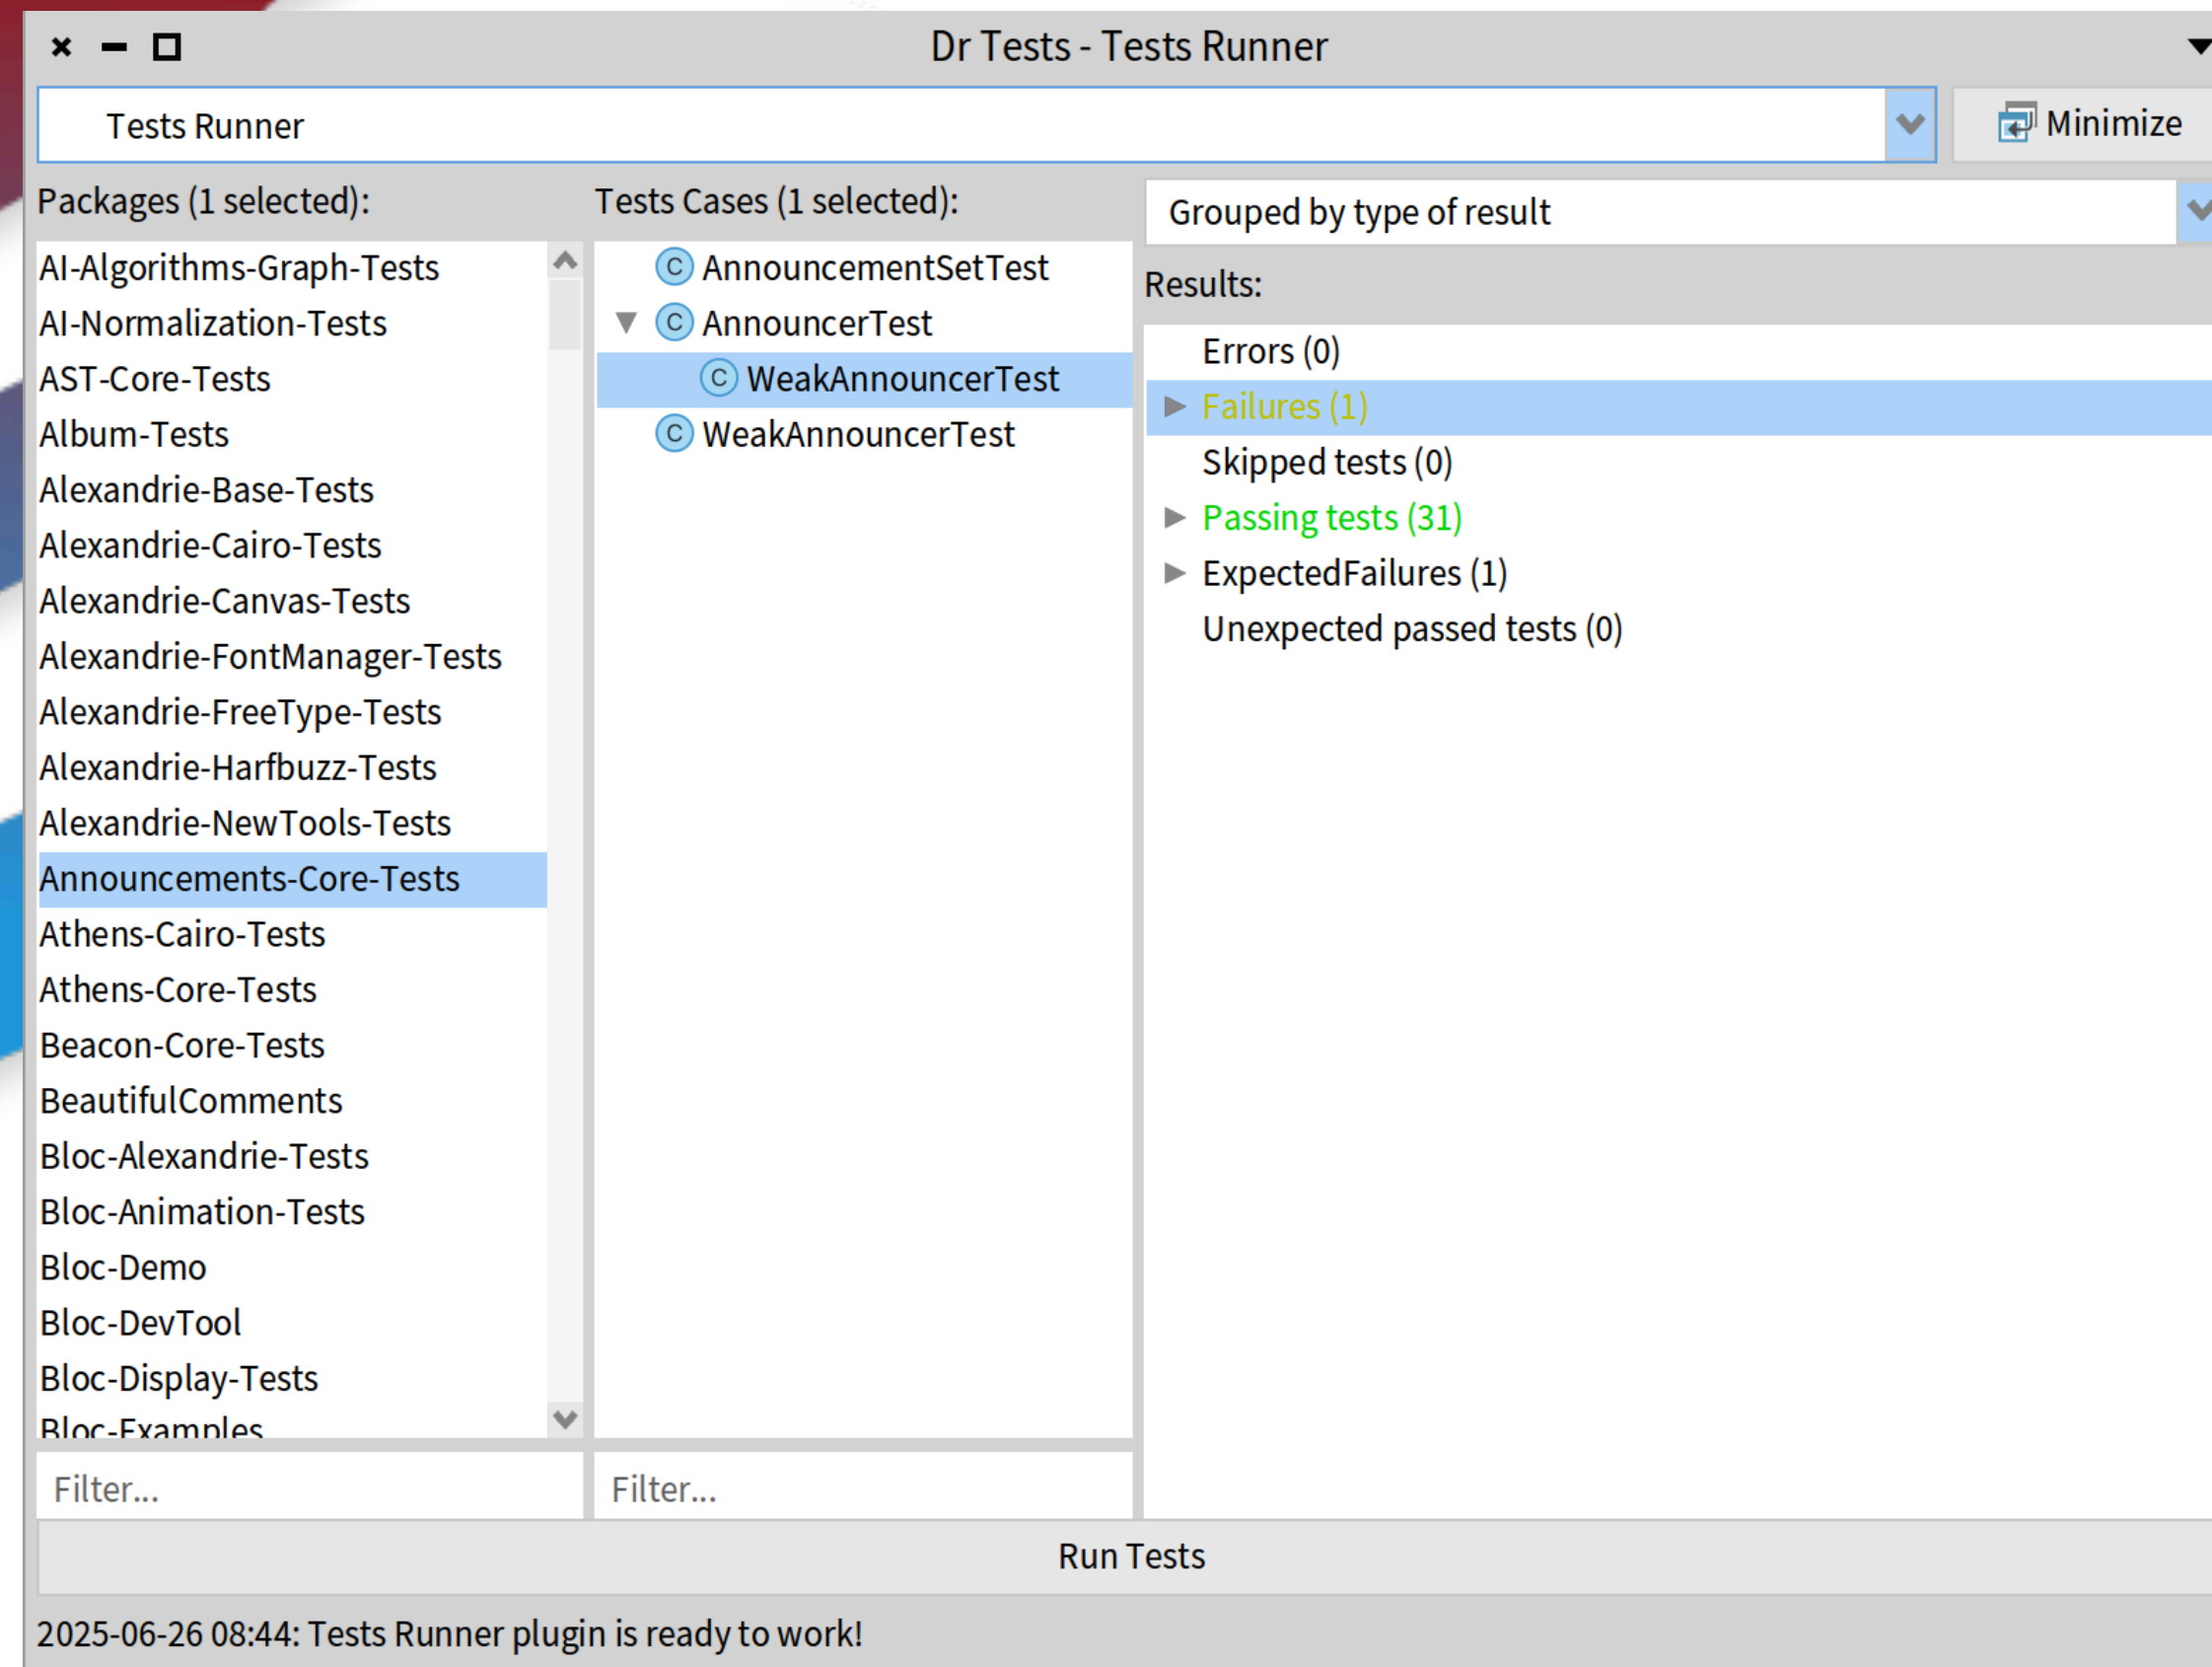 Dr Tests - Tests Runner
Tests Runner
Minimize
Packages (1 selected):
AI-Algorithms-Graph-Tests
AI-Normalization-Tests
AST-Core-Tests
Album-Tests
Alexandrie-Base-Tests
Alexandrie-Cairo-Tests
Alexandrie-Canvas-Tests
Alexandrie-FontManager-Tests
Alexandrie-FreeType-Tests
Alexandrie-Harfbuzz-Tests
Alexandrie-NewTools-Tests
Announcements-Core-Tests
Athens-Cairo-Tests
Athens-Core-Tests
Beacon-Core-Tests
BeautifulComments
Bloc-Alexandrie-Tests
Bloc-Animation-Tests
Bloc-Demo
Bloc-DevTool
Bloc-Display-Tests
Bloc-Examples
Filter...
Tests Cases (1 selected):
C AnnouncementSetTest
C AnnouncerTest
C WeakAnnouncerTest
C WeakAnnouncerTest
Filter...
Grouped by type of result
Results:
Errors (0)
Failures (1)
Skipped tests (0)
Passing tests (31)
ExpectedFailures (1)
Unexpected passed tests (0)
Run Tests
2025-06-26 08:44: Tests Runner plugin is ready to work!